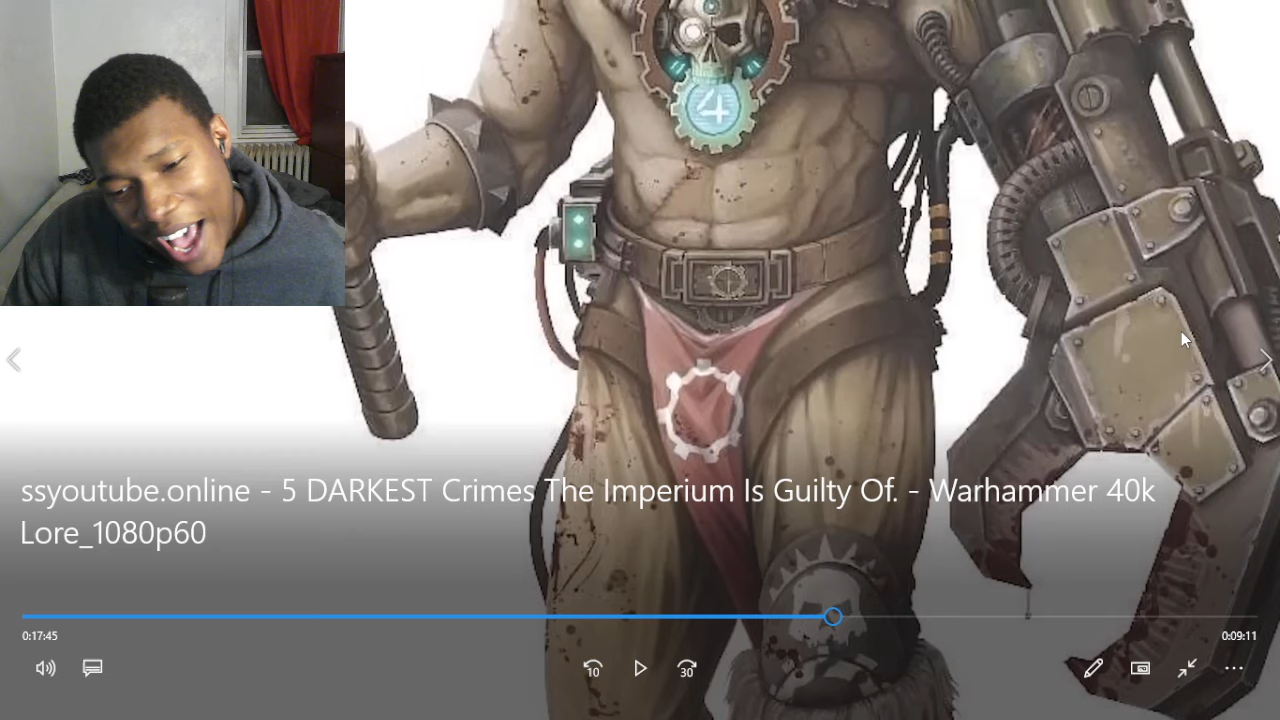 4
ssyoutube.online - 5 DARKEST Crimes The Imperium Is Guilty Of. - Warhammer 40k
Lore_1080p60
0:17:45
0:09:11
10
30